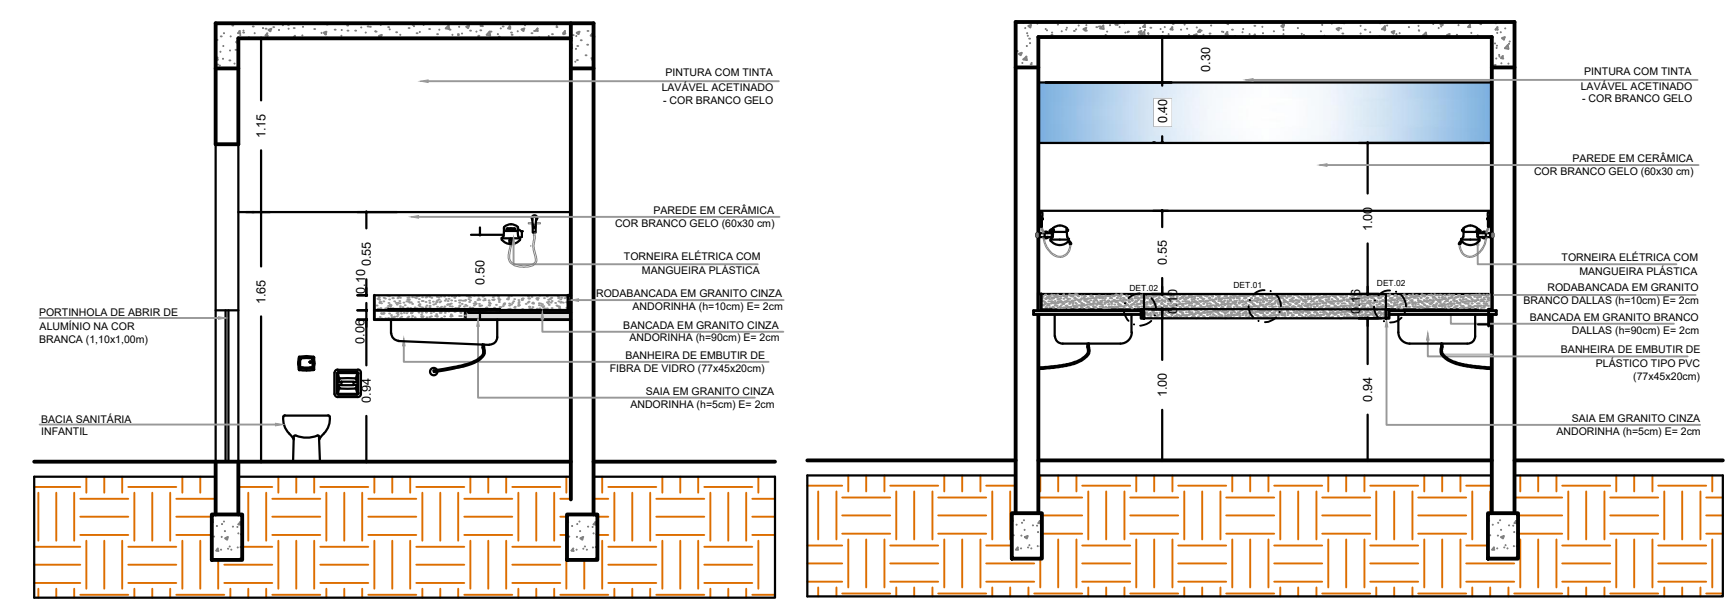 PINTURA COM TINTA
LAVÁVEL ACETINADO
- COR BRANCO GELO
1.15
PAREDE EM CERÂMICA
COR BRANCO GELO (60x30 cm)
0.55
TORNEIRA ELÉTRICA COM
MANGUEIRA PLÁSTICA
0.50
0.10
1.65
RODABANCADA EM GRANITO CINZA
ANDORINHA (h=10cm) E= 2cm
PORTINHOLA DE ABRIR DE
ALUMÍNIO NA COR
BRANCA (1,10x1,00m)
0.06
BANCADA EM GRANITO CINZA
ANDORINHA (h=90cm) E= 2cm
BANHEIRA DE EMBUTIR DE
FIBRA DE VIDRO (77x45x20cm)
0.94
SAIA EM GRANITO CINZA
ANDORINHA (h=5cm) E= 2cm
BACIA SANITÁRIA
INFANTIL
0.30
PINTURA COM TINTA
LAVÁVEL ACETINADO
- COR BRANCO GELO
0.40
PAREDE EM CERÂMICA
COR BRANCO GELO (60x30 cm)
1.00
0.55
TORNEIRA ELÉTRICA COM
MANGUEIRA PLÁSTICA
DET.02
DET.01
DET.02
0.10
RODABANCADA EM GRANITO
BRANCO DALLAS (h=10cm) E= 2cm
BANCADA EM GRANITO BRANCO
DALLAS (h=90cm) E= 2cm
BANHEIRA DE EMBUTIR DE
PLÁSTICO TIPO PVC
(77x45x20cm)
1.00
0.94
SAIA EM GRANITO CINZA
ANDORINHA (h=5cm) E= 2cm